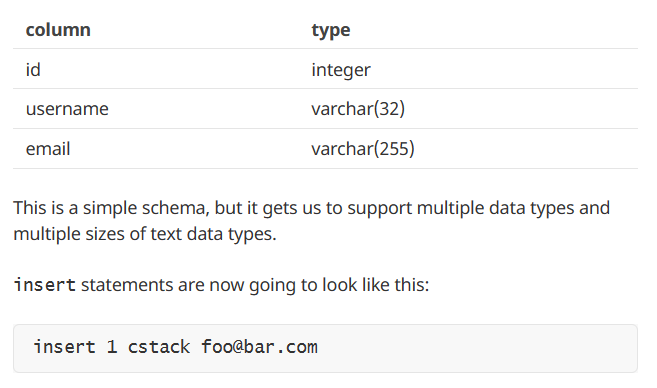 column type
id integer
username varchar(32)
email varchar(255)
This is a simple schema, but it gets us to support multiple data types and
multiple sizes of text data types.
insert statements are now going to look like this:
insert 1 cstack foo@bar.com